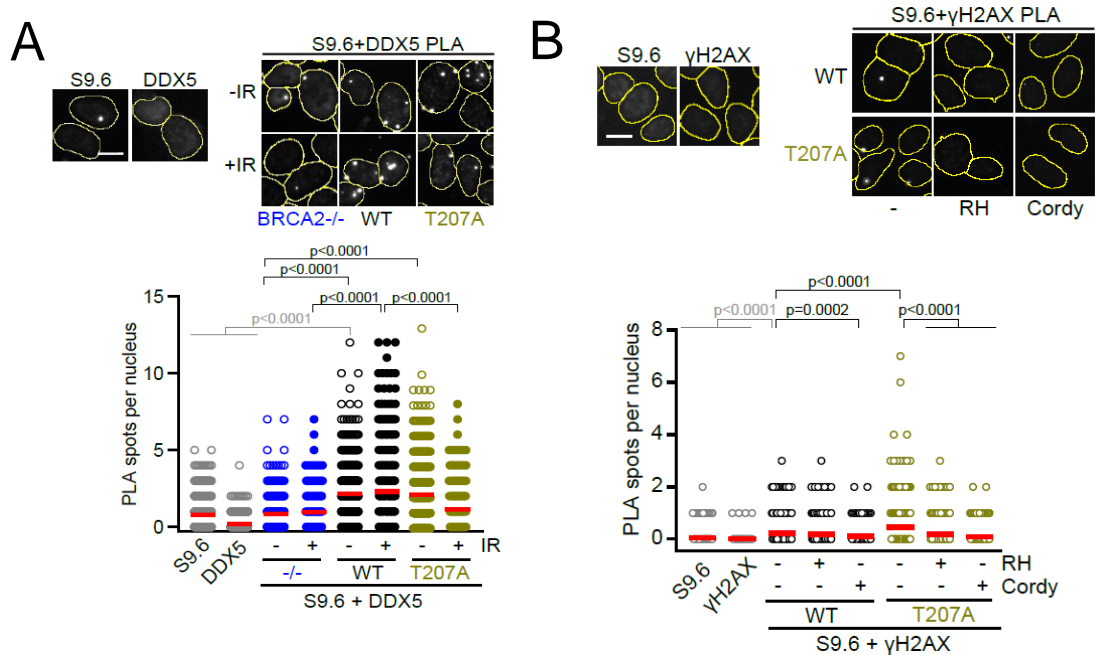 A
S9.6+DDX5 PLA
S9.6 DDX5
-IR
+IR
BRCA2-/- WT T207A
p<0.0001
p<0.0001
p<0.0001 p<0.0001
p<0.0001
PLA spots per nucleus
15
10
5
0
S9.6 DDX5 - + - + - + IR
-/- WT T207A
S9.6 + DDX5
B
S9.6+γH2AX PLA
S9.6 γH2AX
WT
T207A
- RH Cordy
p<0.0001
p<0.0001 p=0.0002 p<0.0001
PLA spots per nucleus
8
6
4
2
0
S9.6 γH2AX - + - - + - RH
- - + - - + Cordy
WT T207A
S9.6 + γH2AX